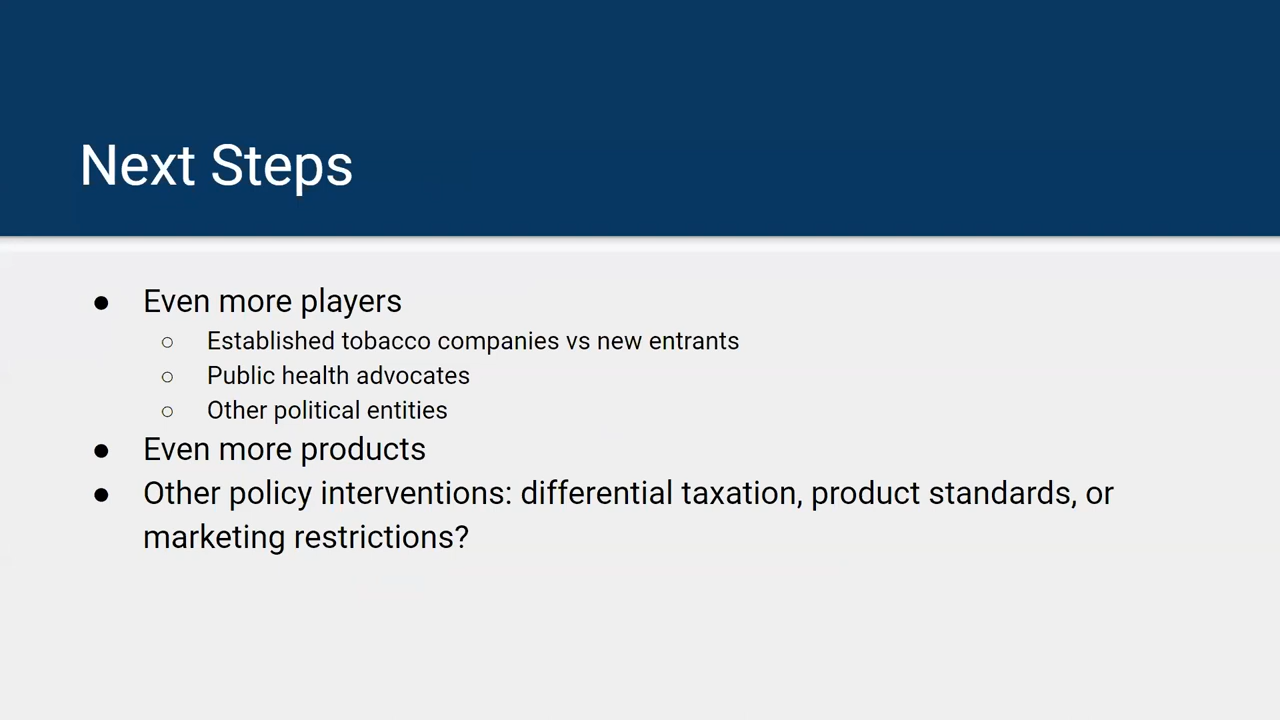 Next Steps
● Even more players
○ Established tobacco companies vs new entrants
○ Public health advocates
○ Other political entities
● Even more products
● Other policy interventions: differential taxation, product standards, or
marketing restrictions?